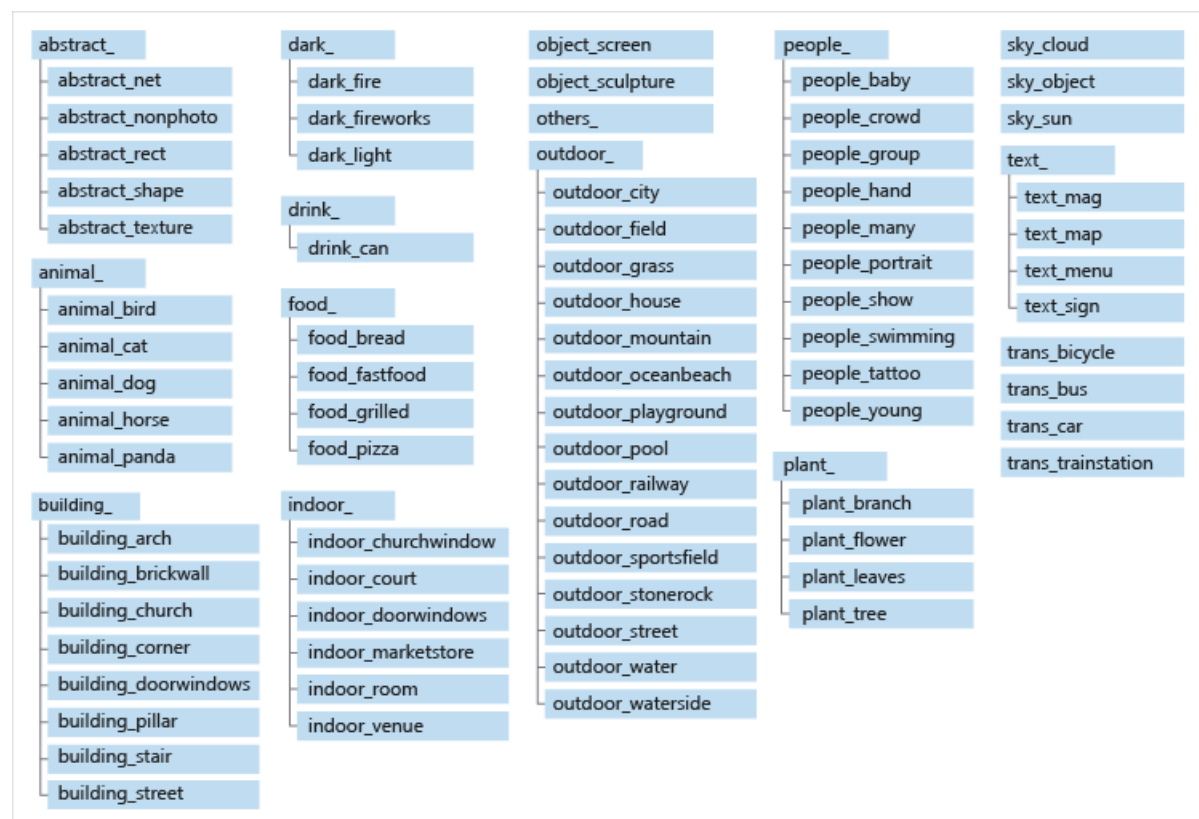 abstract_
abstract_net
abstract_nonphoto
abstract_rect
abstract_shape
abstract_texture
animal_
animal_bird
animal_cat
animal_dog
animal_horse
animal_panda
building_
building_arch
building_brickwall
building_church
building_corner
building_doorwindows
building_pillar
building_stair
building_street
dark_
dark_fire
dark_fireworks
dark_light
drink_
drink_can
food_
food_bread
food_fastfood
food_grilled
food_pizza
indoor_
indoor_churchwindow
indoor_court
indoor_doorwindows
indoor_marketstore
indoor_room
indoor_venue
object_screen
object_sculpture
others_
outdoor_
outdoor_city
outdoor_field
outdoor_grass
outdoor_house
outdoor_mountain
outdoor_oceanbeach
outdoor_playground
outdoor_pool
outdoor_railway
outdoor_road
outdoor_sportsfield
outdoor_stonerock
outdoor_street
outdoor_water
outdoor_waterside
people_
people_baby
people_crowd
people_group
people_hand
people_many
people_portrait
people_show
people_swimming
people_tattoo
people_young
plant_
plant_branch
plant_flower
plant_leaves
plant_tree
sky_cloud
sky_object
sky_sun
text_
text_mag
text_map
text_menu
text_sign
trans_bicycle
trans_bus
trans_car
trans_trainstation